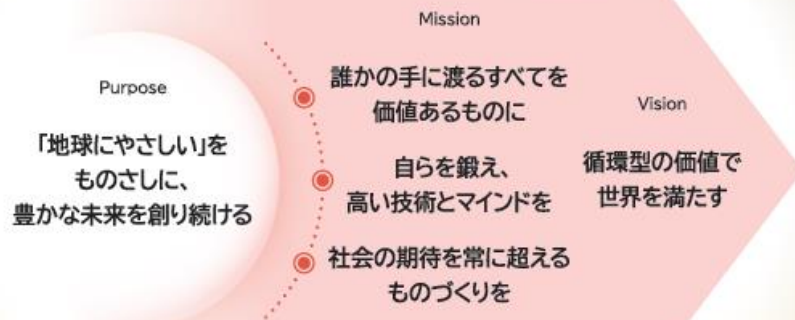 Purpose
「地球にやさしい」を
ものさしに、
豊かな未来を創り続ける
Mission
誰かの手に渡るすべてを
価値あるものに
自らを鍛え、
高い技術とマインドを
社会の期待を常に超える
ものづくりを
Vision
循環型の価値で
世界を満たす